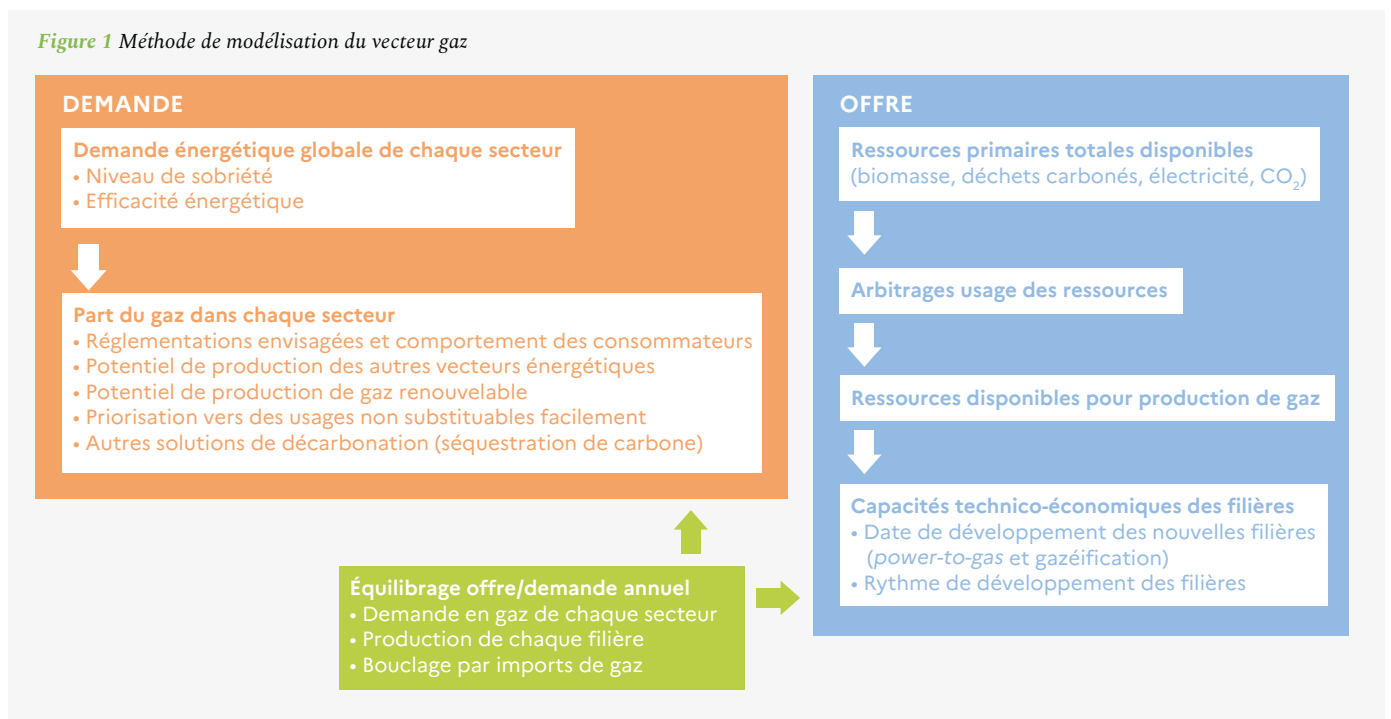 Figure 1 Méthode de modélisation du vecteur gaz
DEMANDE
Demande énergétique globale de chaque secteur
• Niveau de sobriété
• Efficacité énergétique
Part du gaz dans chaque secteur
• Réglementations envisagées et comportement des consommateurs
• Potentiel de production des autres vecteurs énergétiques
• Potentiel de production de gaz renouvelable
• Priorisation vers des usages non substituables facilement
• Autres solutions de décarbonation (séquestration de carbone)
OFFRE
Ressources primaires totales disponibles
(biomasse, déchets carbonés, électricité, CO₂)
Arbitrages usage des ressources
Ressources disponibles pour production de gaz
Capacités technico-économiques des filières
• Date de développement des nouvelles filières
(power-to-gas et gazéification)
• Rythme de développement des filières
Équilibrage offre/demande annuel
• Demande en gaz de chaque secteur
• Production de chaque filière
• Bouclage par imports de gaz